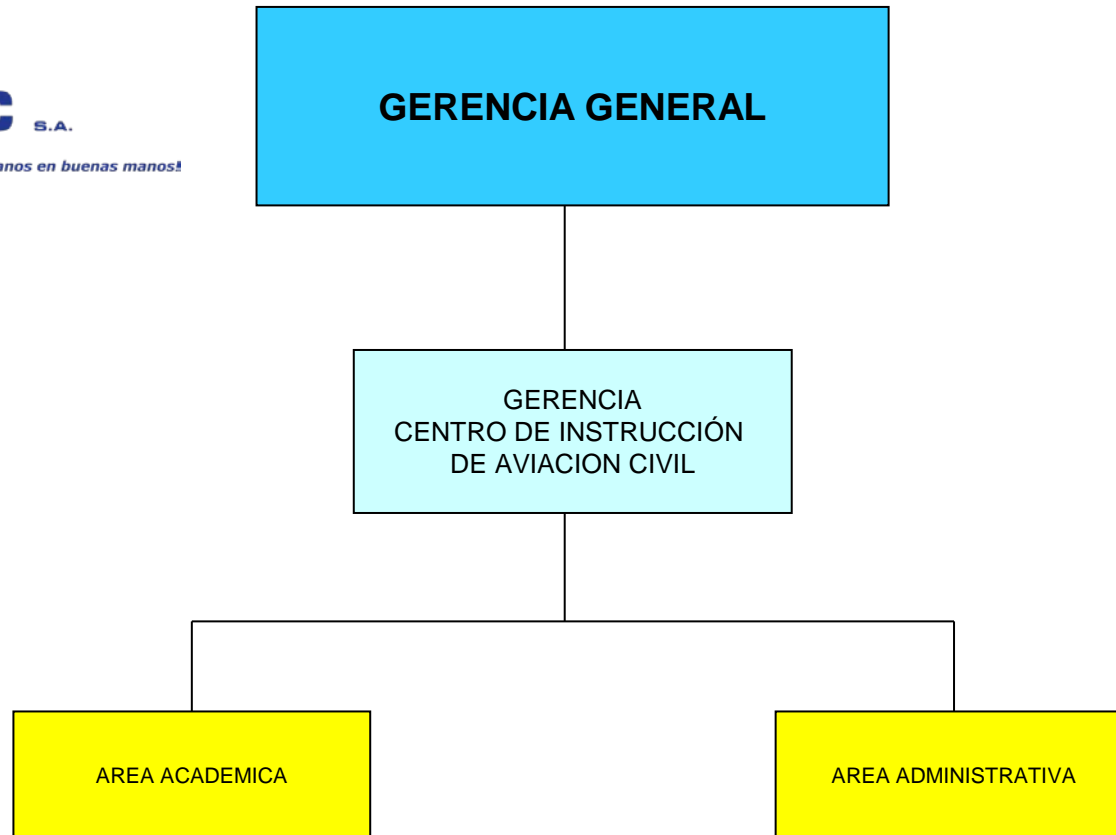 C S.A.
anos en buenas manos!
GERENCIA GENERAL
GERENCIA
CENTRO DE INSTRUCCIÓN
DE AVIACION CIVIL
AREA ACADEMICA
AREA ADMINISTRATIVA